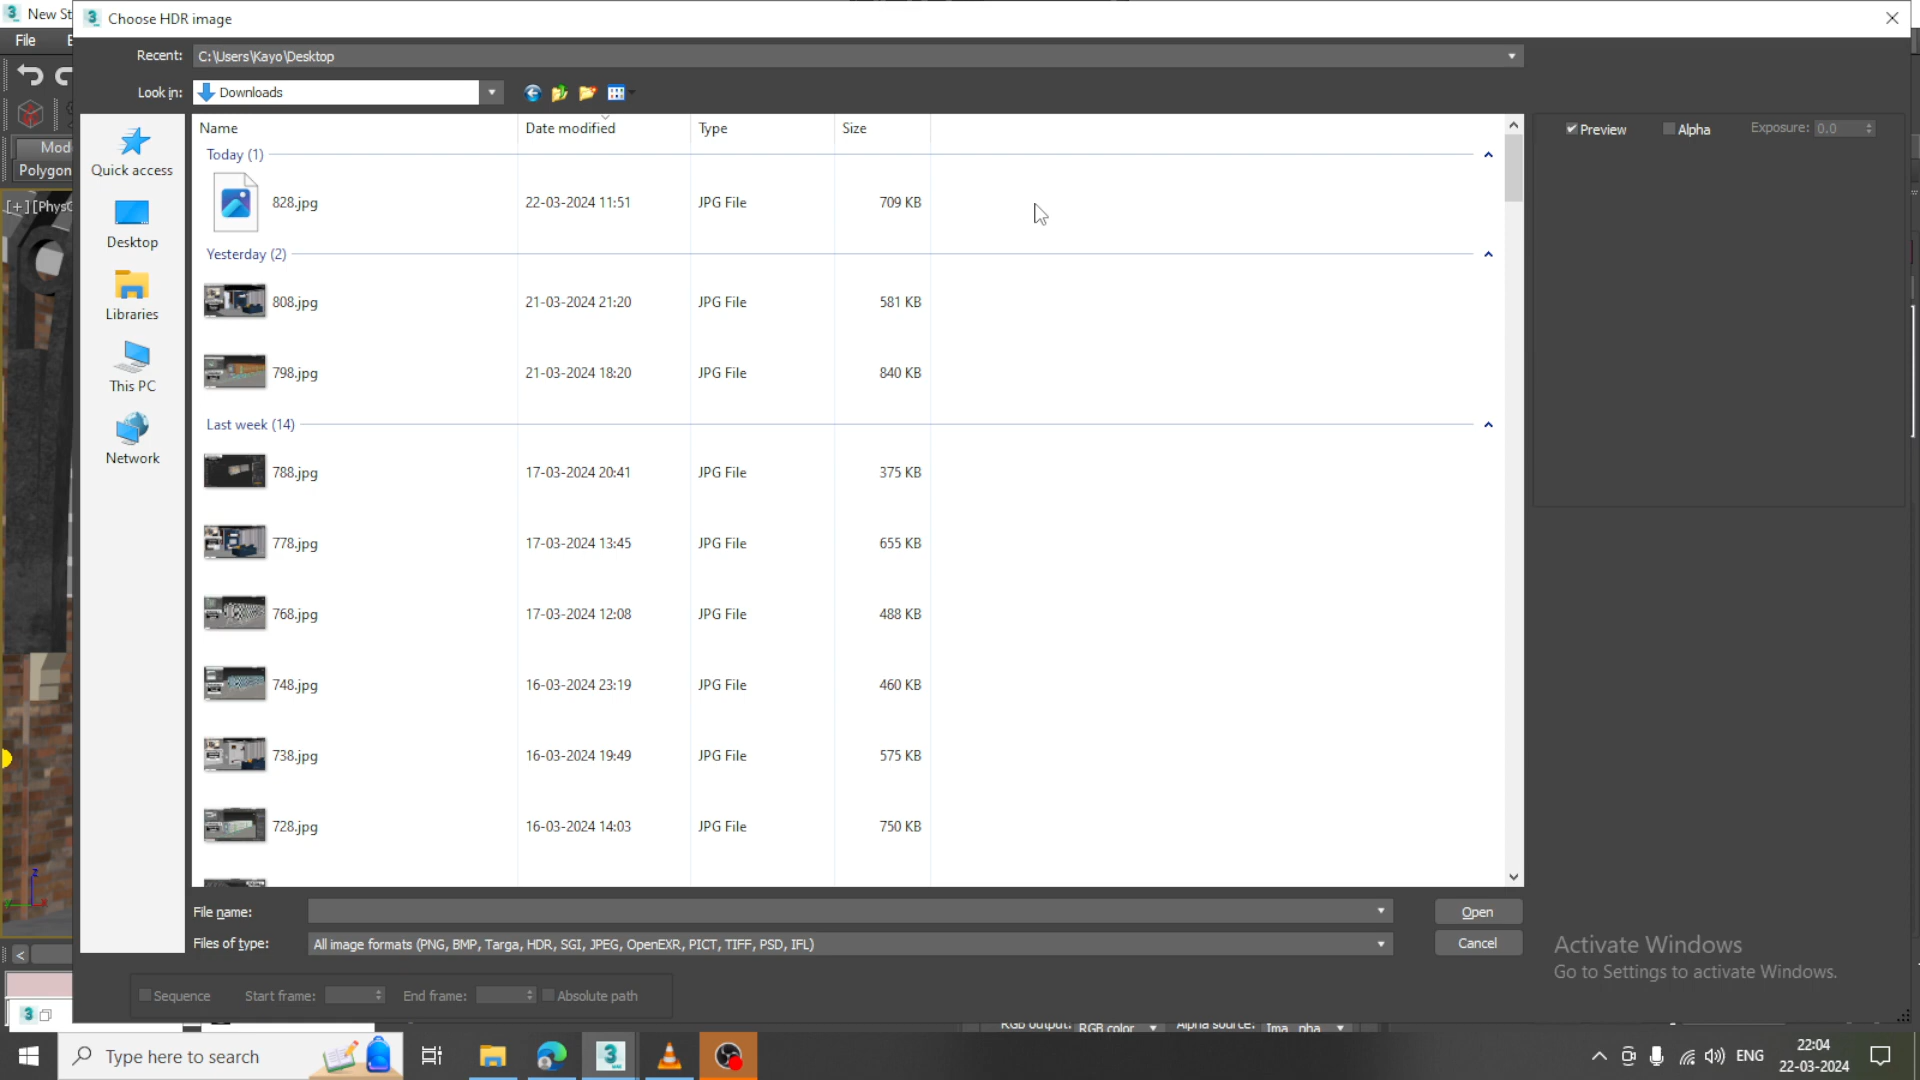 New St
Choose HDR image
File
E
Recent:
C:\Users\Kayo\Desktop
Look in:
Downloads
Mod
Polygon
[+][PhysC
Quick access
Desktop
Libraries
This PC
Network
Name
Date modified
Type
Size
Today (1)
828.jpg
22-03-2024 11:51
JPG File
709 KB
Yesterday (2)
808.jpg
21-03-2024 21:20
JPG File
581 KB
798.jpg
21-03-2024 18:20
JPG File
840 KB
Last week (14)
788.jpg
17-03-2024 20:41
JPG File
375 KB
778.jpg
17-03-2024 13:45
JPG File
655 KB
768.jpg
17-03-2024 12:08
JPG File
488 KB
748.jpg
16-03-2024 23:19
JPG File
460 KB
738.jpg
16-03-2024 19:49
JPG File
575 KB
728.jpg
16-03-2024 14:03
JPG File
750 KB
Preview
Alpha
Exposure: 0.0
File name:
Open
Files of type:
All image formats (PNG, BMP, Targa, HDR, SGI, JPEG, OpenEXR, PICT, TIFF, PSD, IFL)
Cancel
Activate Windows
Go to Settings to activate Windows.
Sequence
Start frame:
End frame:
Absolute path
RGB output: RGB color
Alpha source: Ima pha
Type here to search
ENG
22:04
22-03-2024